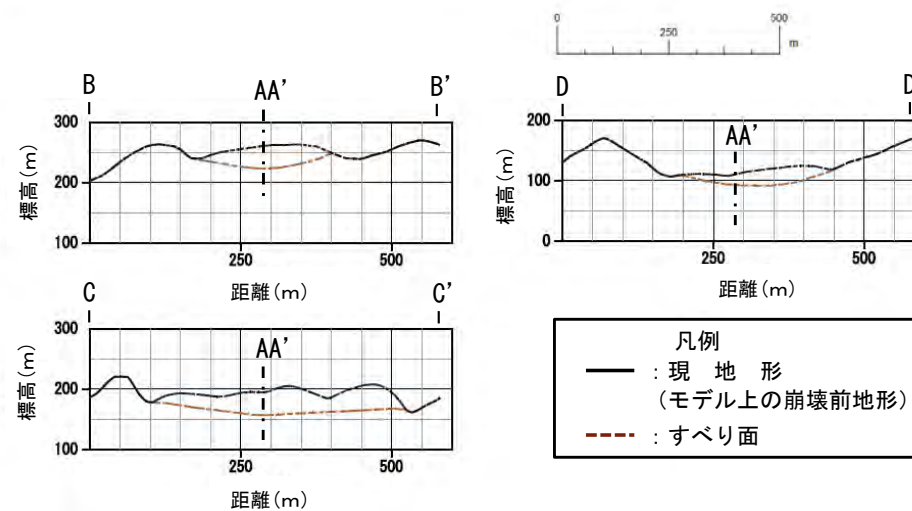 0 250 500 m
B AA' B'
300
200
100
標高(m)
250 500
距離(m)
D AA' D
200
100
0
標高(m)
250 500
距離(m)
C AA' C'
300
200
100
標高(m)
250 500
距離(m)
凡例
：現　地　形
（モデル上の崩壊前地形）
：すべり面